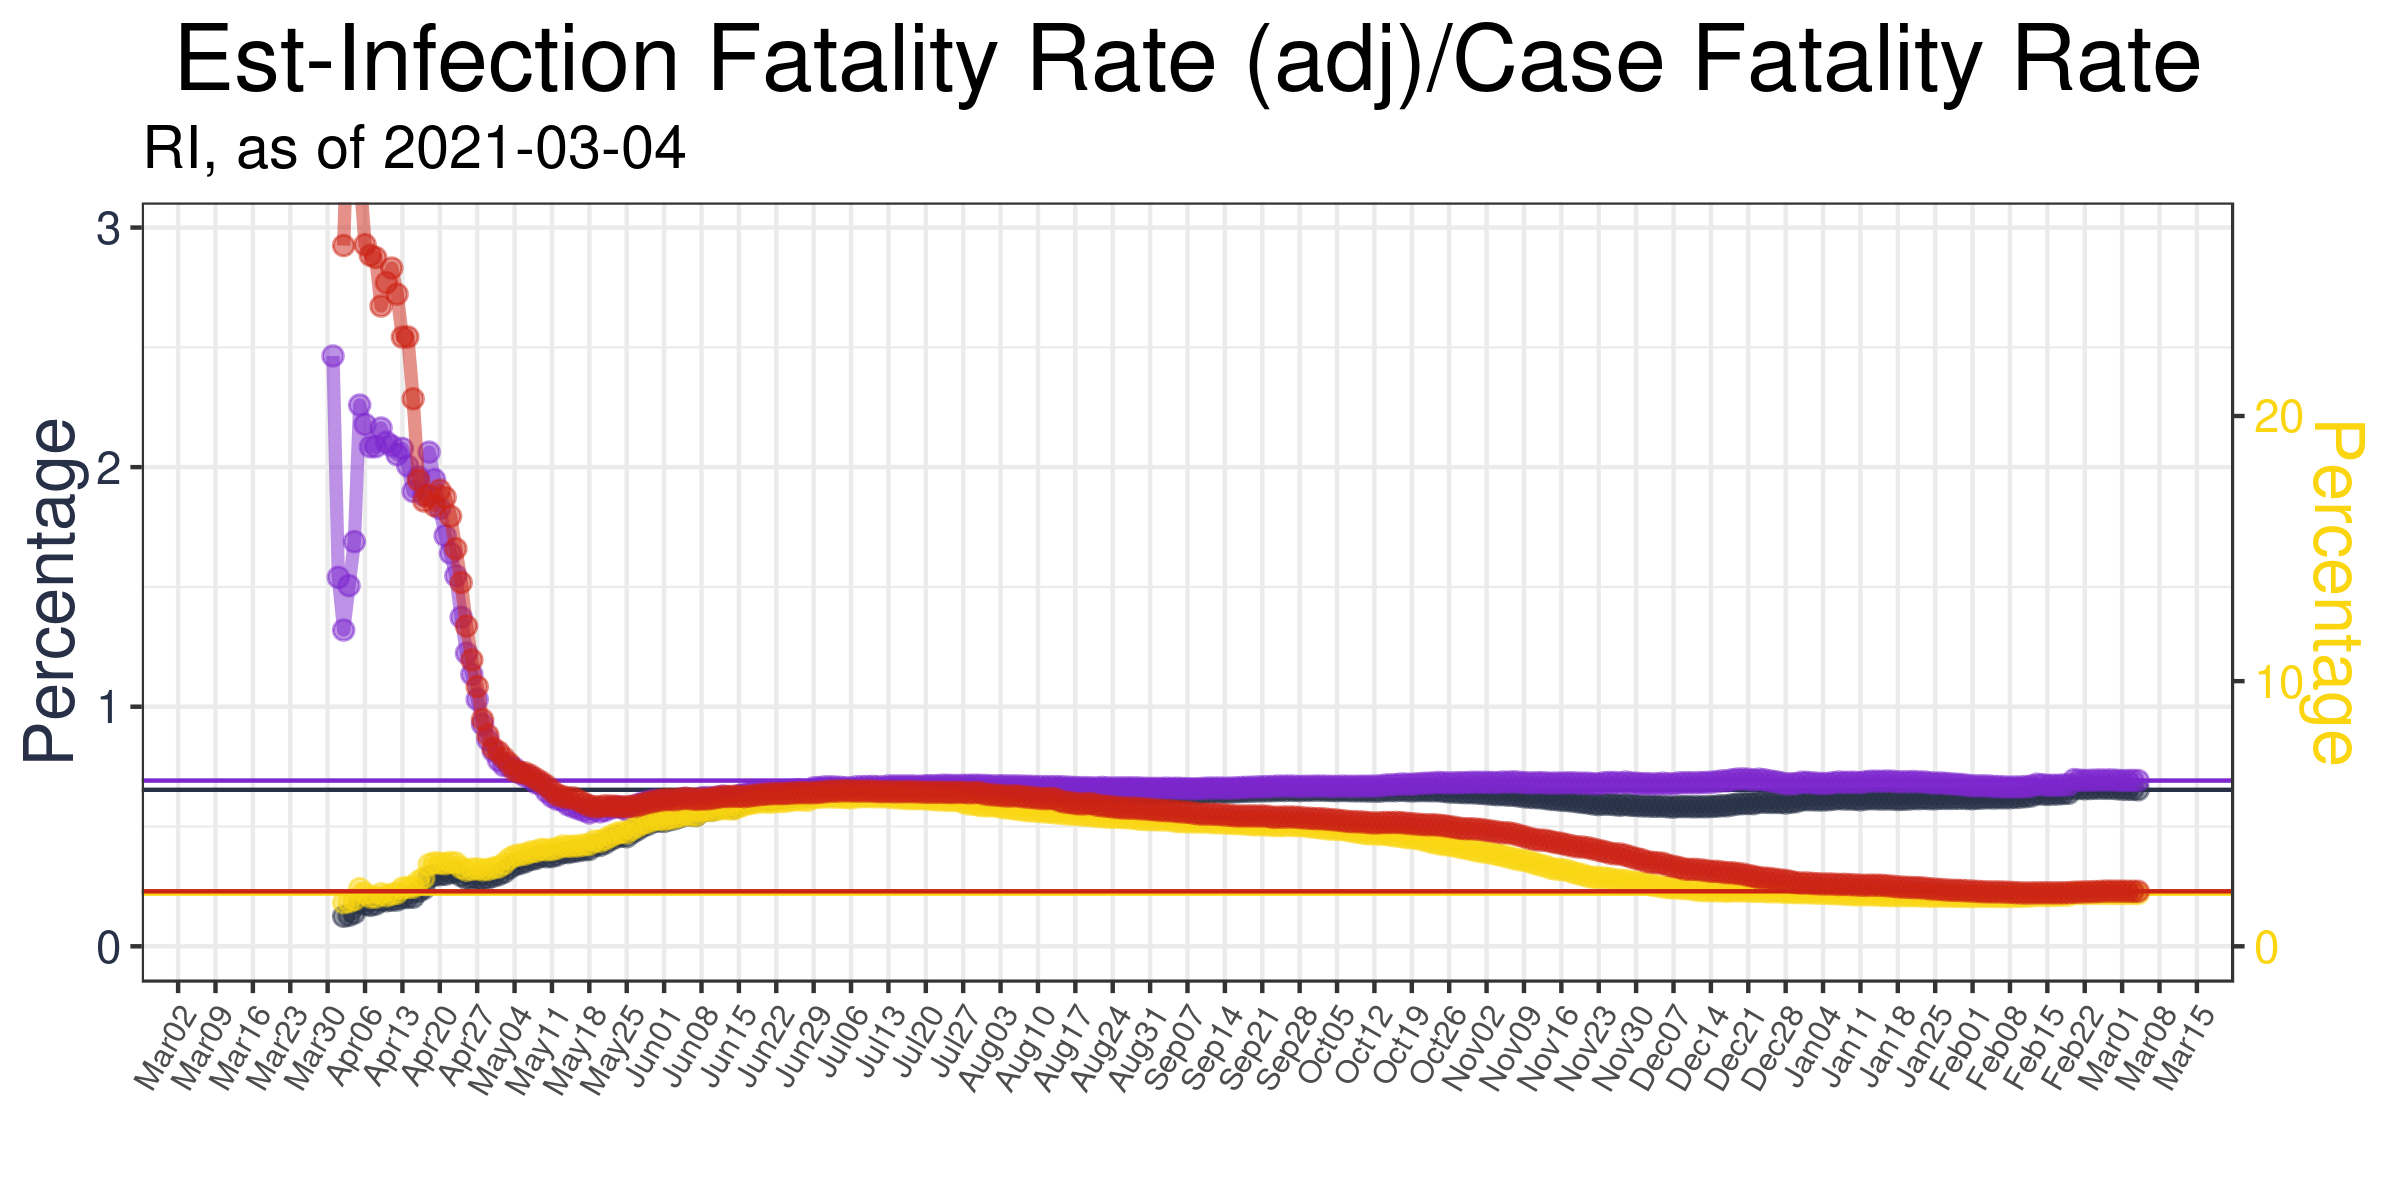 Est-Infection Fatality Rate (adj)/Case Fatality Rate
RI, as of 2021-03-04
Percentage
3
2
1
0
20
10
0
Percentage
Mar02
Mar09
Mar16
Mar23
Mar30
Apr06
Apr13
Apr20
Apr27
May04
May11
May18
May25
Jun01
Jun08
Jun15
Jun22
Jun29
Jul06
Jul13
Jul20
Jul27
Aug03
Aug10
Aug17
Aug24
Aug31
Sep07
Sep14
Sep21
Sep28
Oct05
Oct12
Oct19
Oct26
Nov02
Nov09
Nov16
Nov23
Nov30
Dec07
Dec14
Dec21
Dec28
Jan04
Jan11
Jan18
Jan25
Feb01
Feb08
Feb15
Feb22
Mar01
Mar08
Mar15